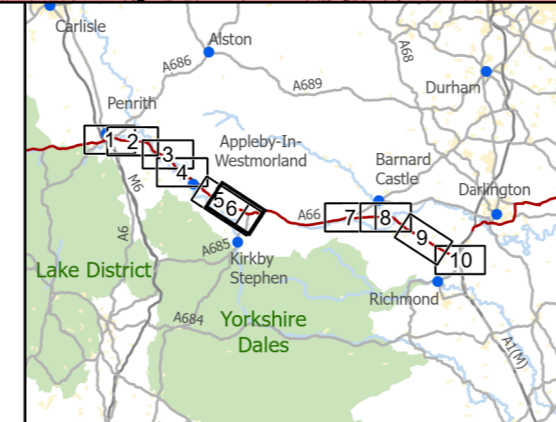 Carlisle
Alston
A686
A689
A68
Durham
Penrith
1
2
3
4
5
6
Appleby-In-
Westmorland
Barnard
Castle
Darlington
M6
A66
7
8
9
10
A6
A685
Kirkby
Stephen
Lake District
Richmond
A684
Yorkshire
Dales
A1(M)